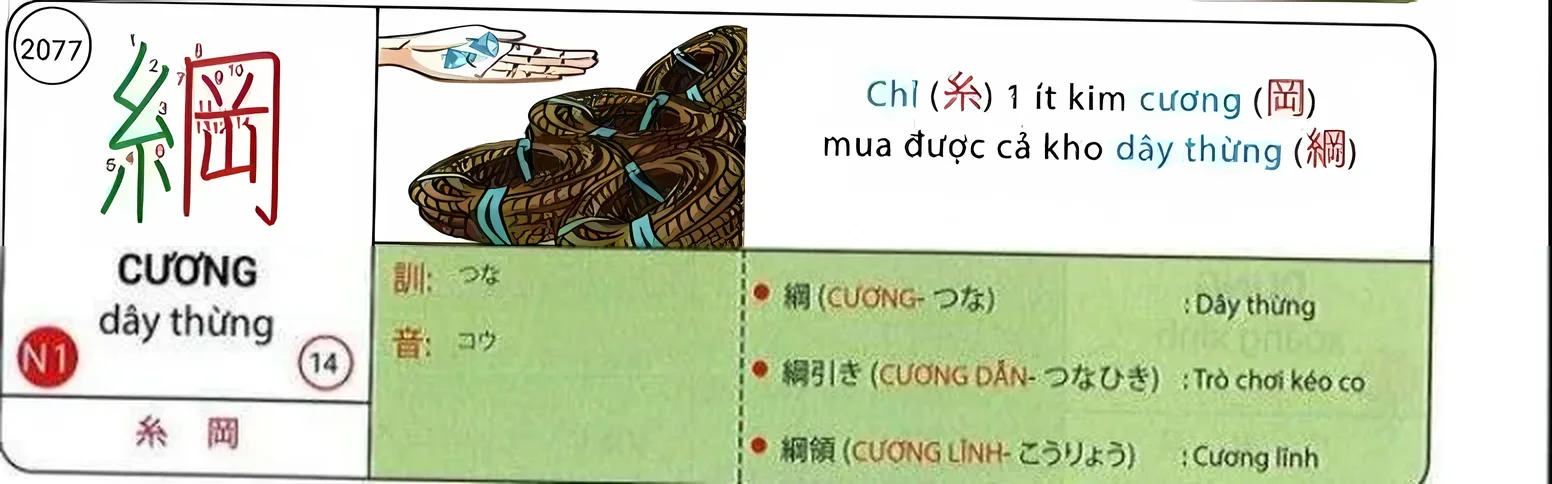 2077
綱
CƯƠNG
dây thừng
N1
14
糸 岡
Chỉ (糸) 1 ít kim cương (岡)
mua được cả kho dây thừng (綱)
訓: つな
音: コウ
綱 (CƯƠNG- つな) : Dây thừng
綱引き (CƯƠNG DẪN- つなひき) : Trò chơi kéo co
綱領 (CƯƠNG LĨNH- こうりょう) : Cương lĩnh